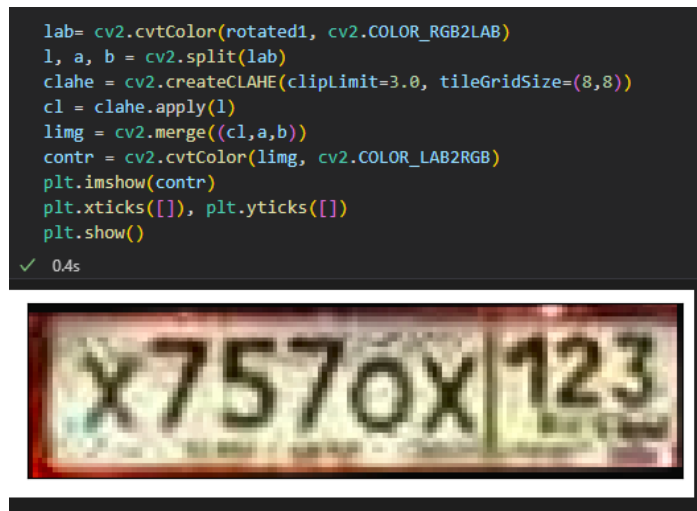 lab= cv2.cvtColor(rotated1, cv2.COLOR_RGB2LAB)
l, a, b = cv2.split(lab)
clahe = cv2.createCLAHE(clipLimit=3.0, tileGridSize=(8,8))
cl = clahe.apply(l)
limg = cv2.merge((cl,a,b))
contr = cv2.cvtColor(limg, cv2.COLOR_LAB2RGB)
plt.imshow(contr)
plt.xticks([]), plt.yticks([])
plt.show()
✓ 0.4s
X757OX 123